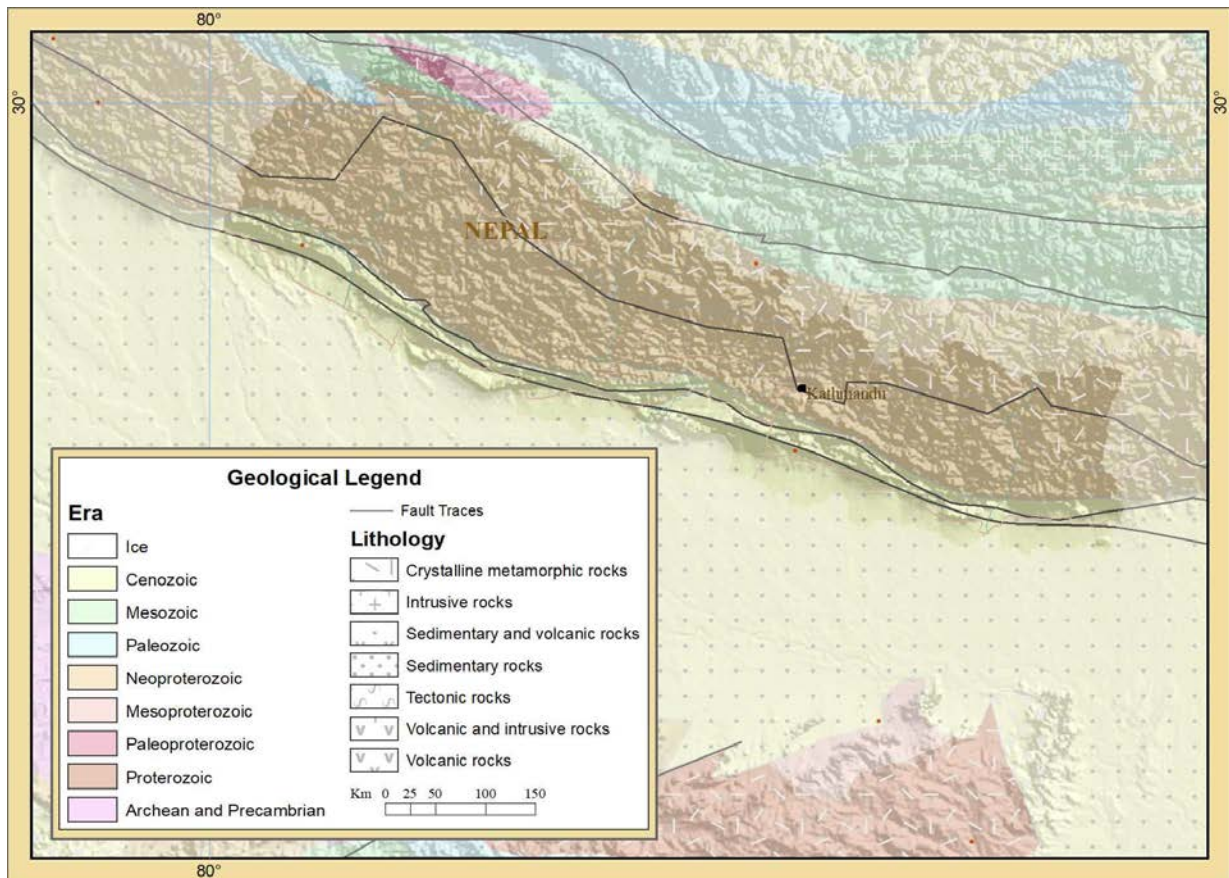 80°
30°
30°
NEPAL
Kathmandu
Geological Legend
Era
Ice
Cenozoic
Mesozoic
Paleozoic
Neoproterozoic
Mesoproterozoic
Paleoproterozoic
Proterozoic
Archean and Precambrian
Fault Traces
Lithology
Crystalline metamorphic rocks
Intrusive rocks
Sedimentary and volcanic rocks
Sedimentary rocks
Tectonic rocks
Volcanic and intrusive rocks
Volcanic rocks
Km 0 25 50 100 150
80°